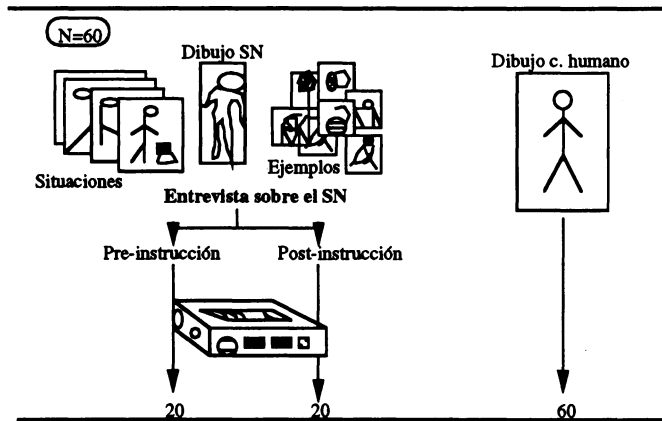 N=60
Dibujo SN
Dibujo c. humano
Situaciones
Ejemplos
Entrevista sobre el SN
Pre-instrucción
Post-instrucción
20
20
60